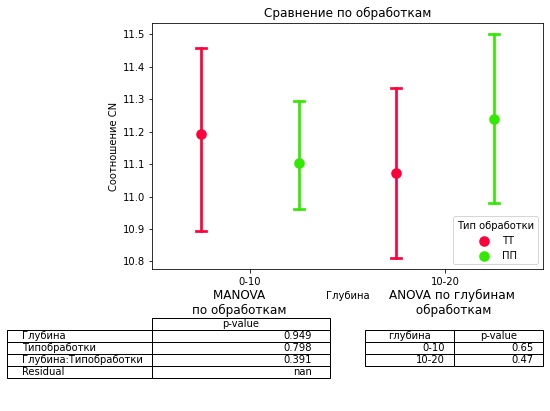 Сравнение по обработкам
Соотношение CN
11.5
11.4
11.3
11.2
11.1
11.0
10.9
10.8
Тип обработки
ТТ
ПП
0-10
10-20
Глубина
MANOVA
по обработкам
p-value
Глубина 0.949
Типобработки 0.798
Глубина:Типобработки 0.391
Residual nan
ANOVA по глубинам
обработкам
глубина p-value
0-10 0.65
10-20 0.47